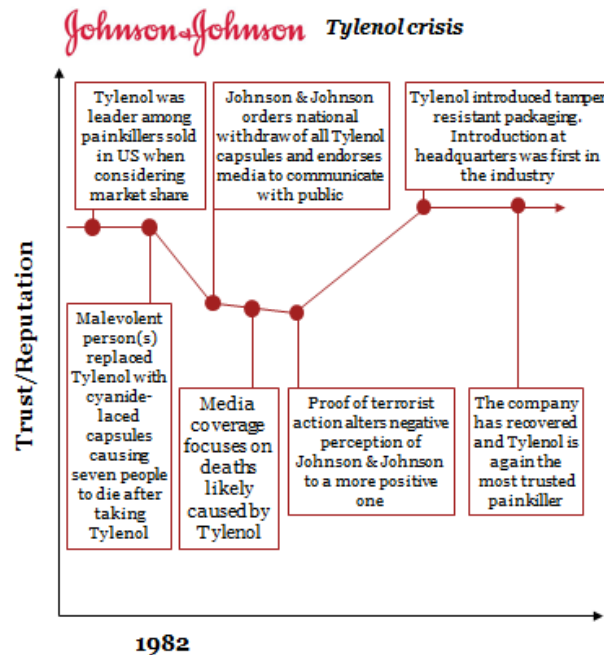 Johnson & Johnson Tylenol crisis
Tylenol was
leader among
painkillers sold
in US when
considering
market share
Johnson & Johnson
orders national
withdraw of all Tylenol
capsules and endorses
media to communicate
with public
Tylenol introduced tamper
resistant packaging.
Introduction at
headquarters was first in
the industry
Trust/Reputation
Malevolent
person(s)
replaced
Tylenol with
cyanide-
laced
capsules
causing
seven people
to die after
taking
Tylenol
Media
coverage
focuses on
deaths
likely
caused by
Tylenol
Proof of terrorist
action alters negative
perception of
Johnson & Johnson
to a more positive
one
The company
has recovered
and Tylenol is
again the
most trusted
painkiller
1982